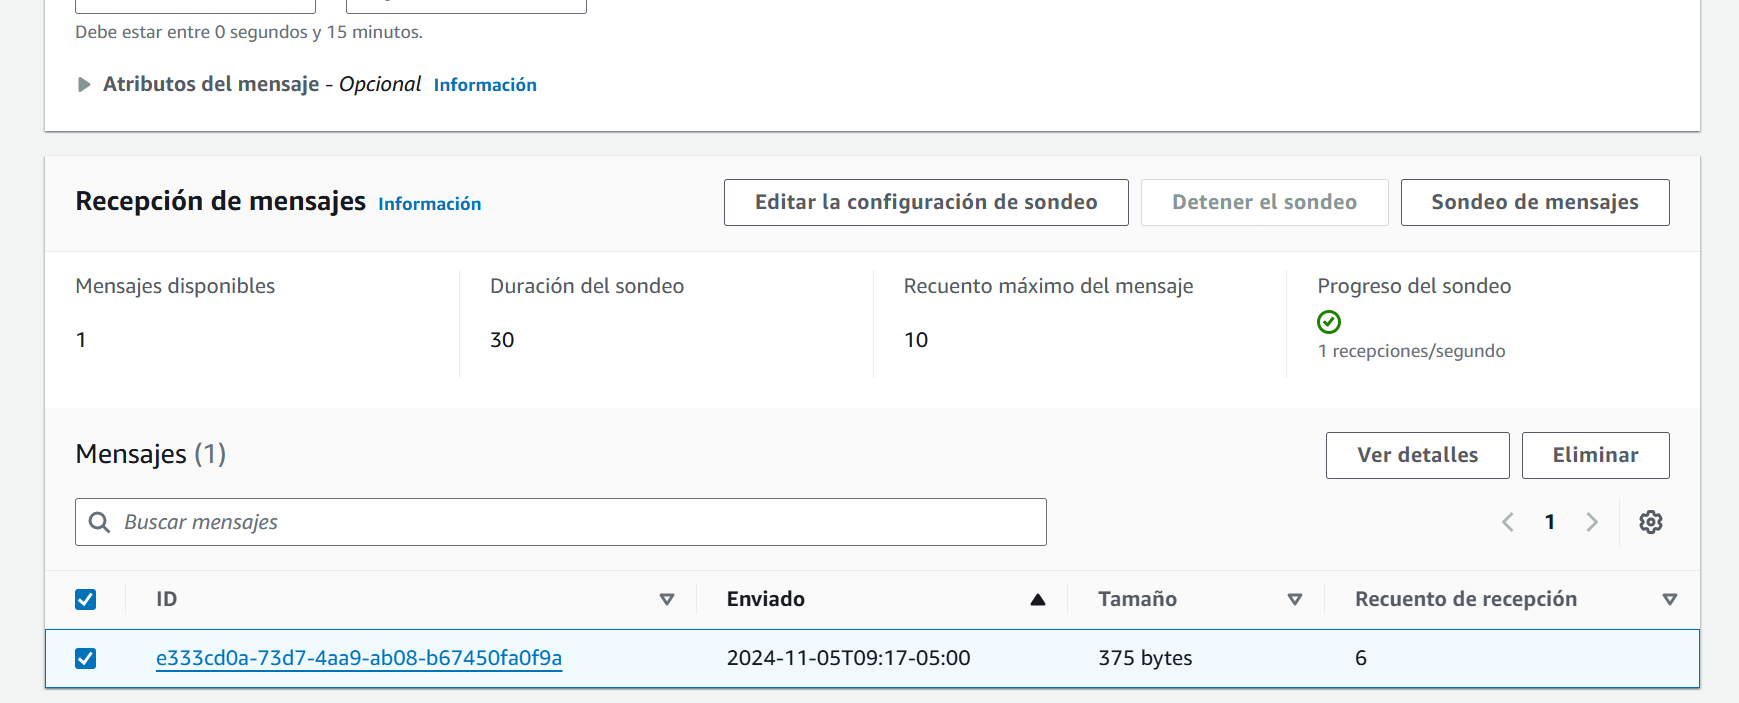 Debe estar entre 0 segundos y 15 minutos.
Atributos del mensaje - Opcional Información
Recepción de mensajes Información
Editar la configuración de sondeo
Detener el sondeo
Sondeo de mensajes
Mensajes disponibles
1
Duración del sondeo
30
Recuento máximo del mensaje
10
Progreso del sondeo
1 recepciones/segundo
Mensajes (1)
Ver detalles
Eliminar
Buscar mensajes
1
ID Enviado Tamaño Recuento de recepción
e333cd0a-73d7-4aa9-ab08-b67450fa0f9a 2024-11-05T09:17-05:00 375 bytes 6